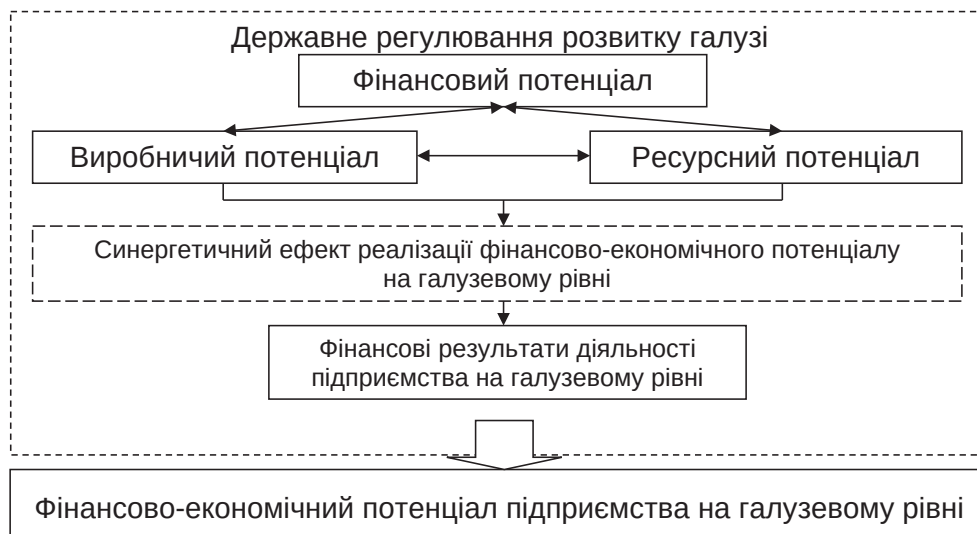 Державне регулювання розвитку галузі
Фінансовий потенціал
Виробничий потенціал
Ресурсний потенціал
Синергетичний ефект реалізації фінансово-економічного потенціалу
на галузевому рівні
Фінансові результати діяльності
підприємства на галузевому рівні
Фінансово-економічний потенціал підприємства на галузевому рівні